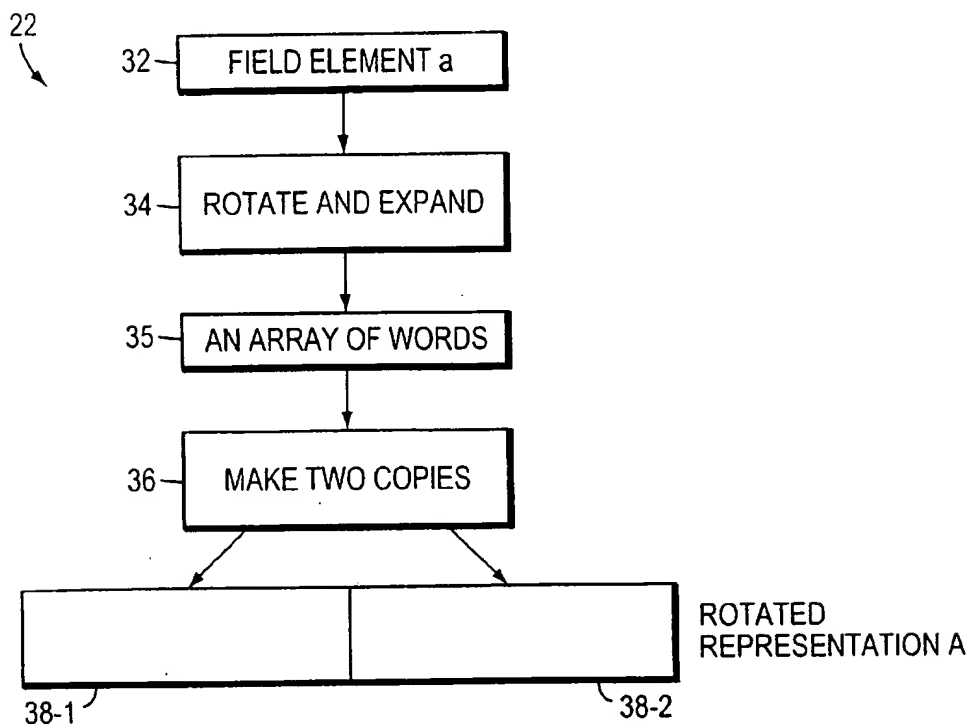 22
32
FIELD ELEMENT a
34
ROTATE AND EXPAND
35
AN ARRAY OF WORDS
36
MAKE TWO COPIES
ROTATED
REPRESENTATION A
38-1
38-2